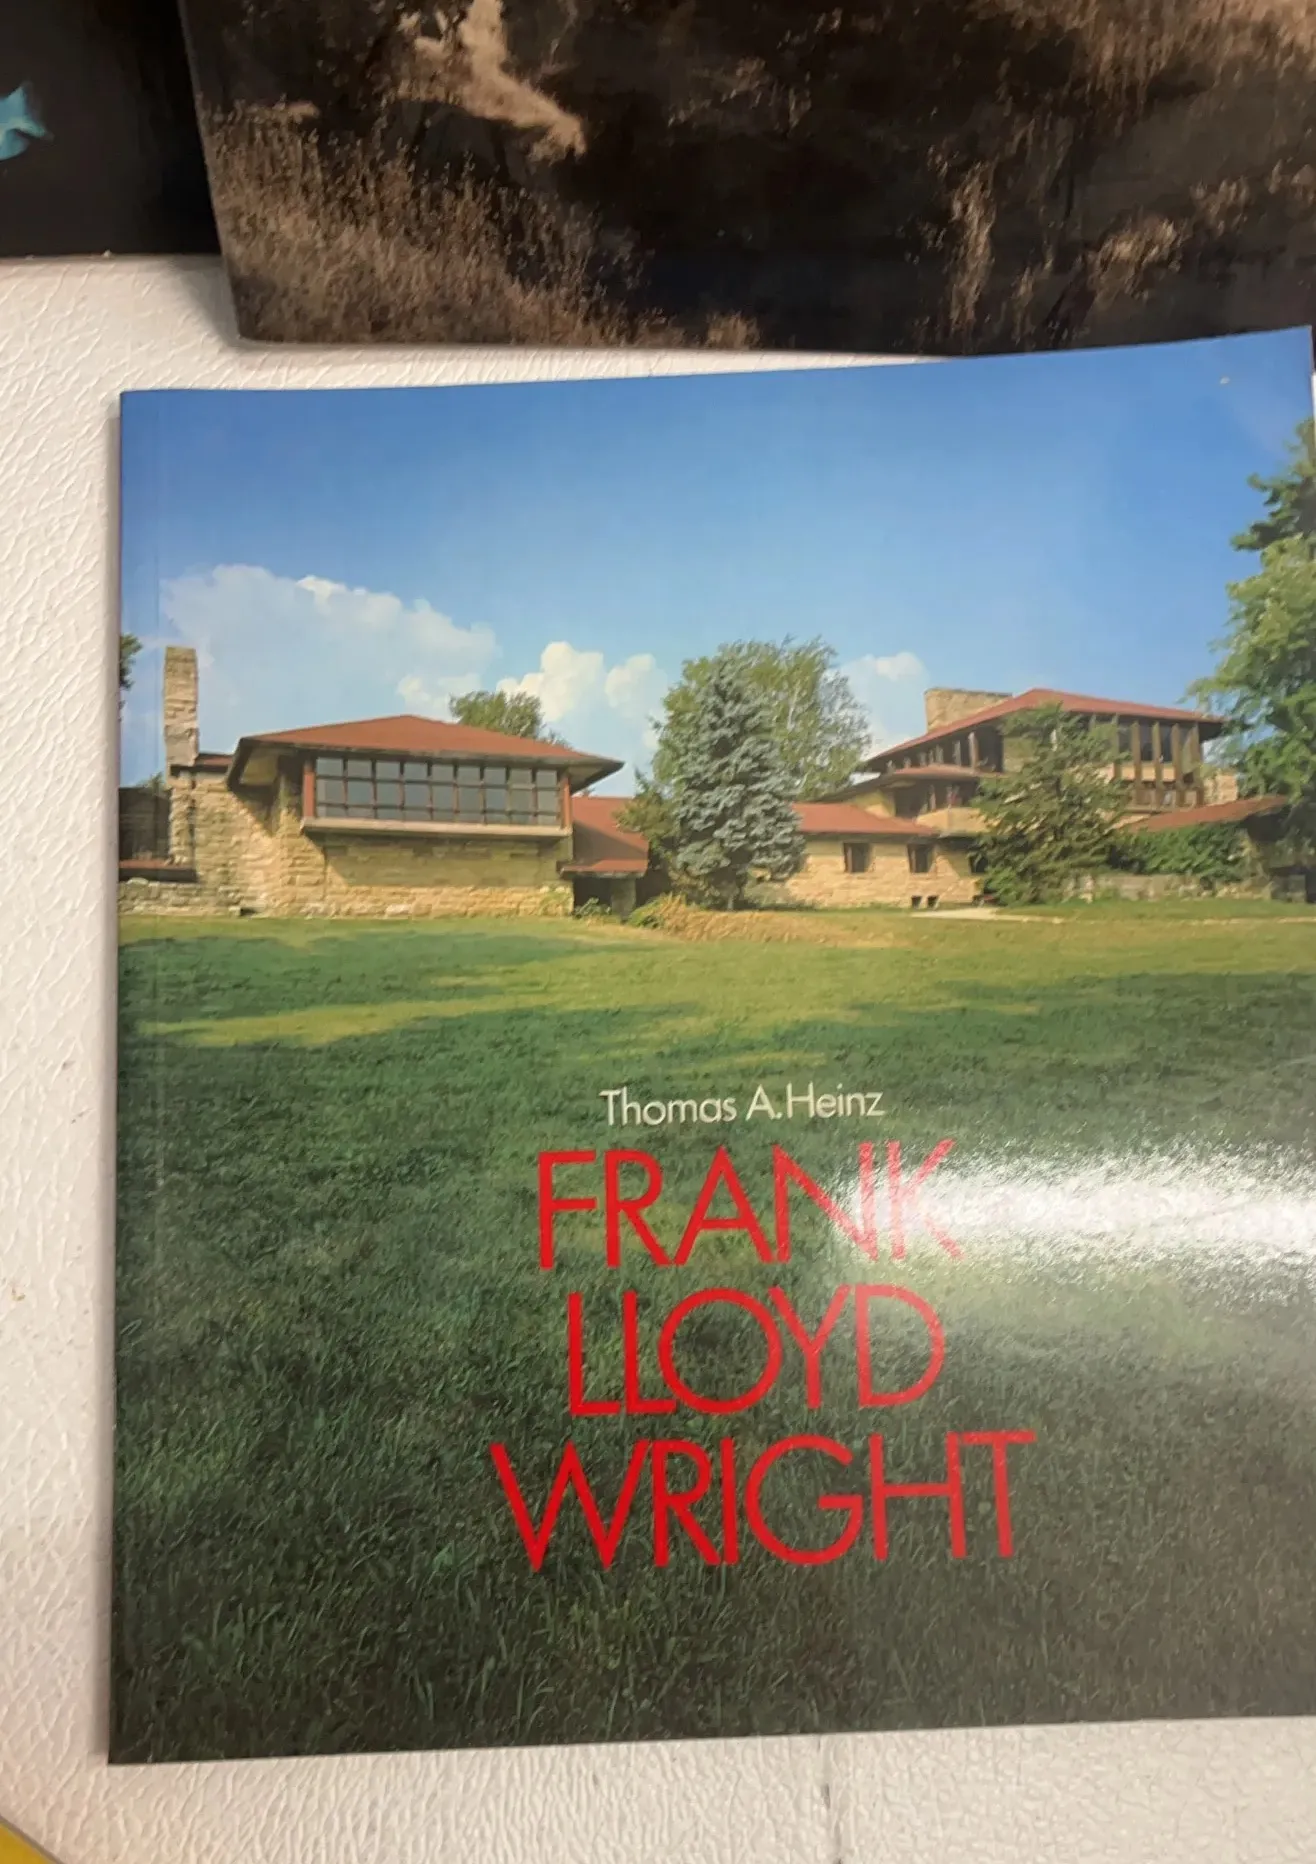 Thomas A. Heinz
FRANK
LLOYD
WRIGHT